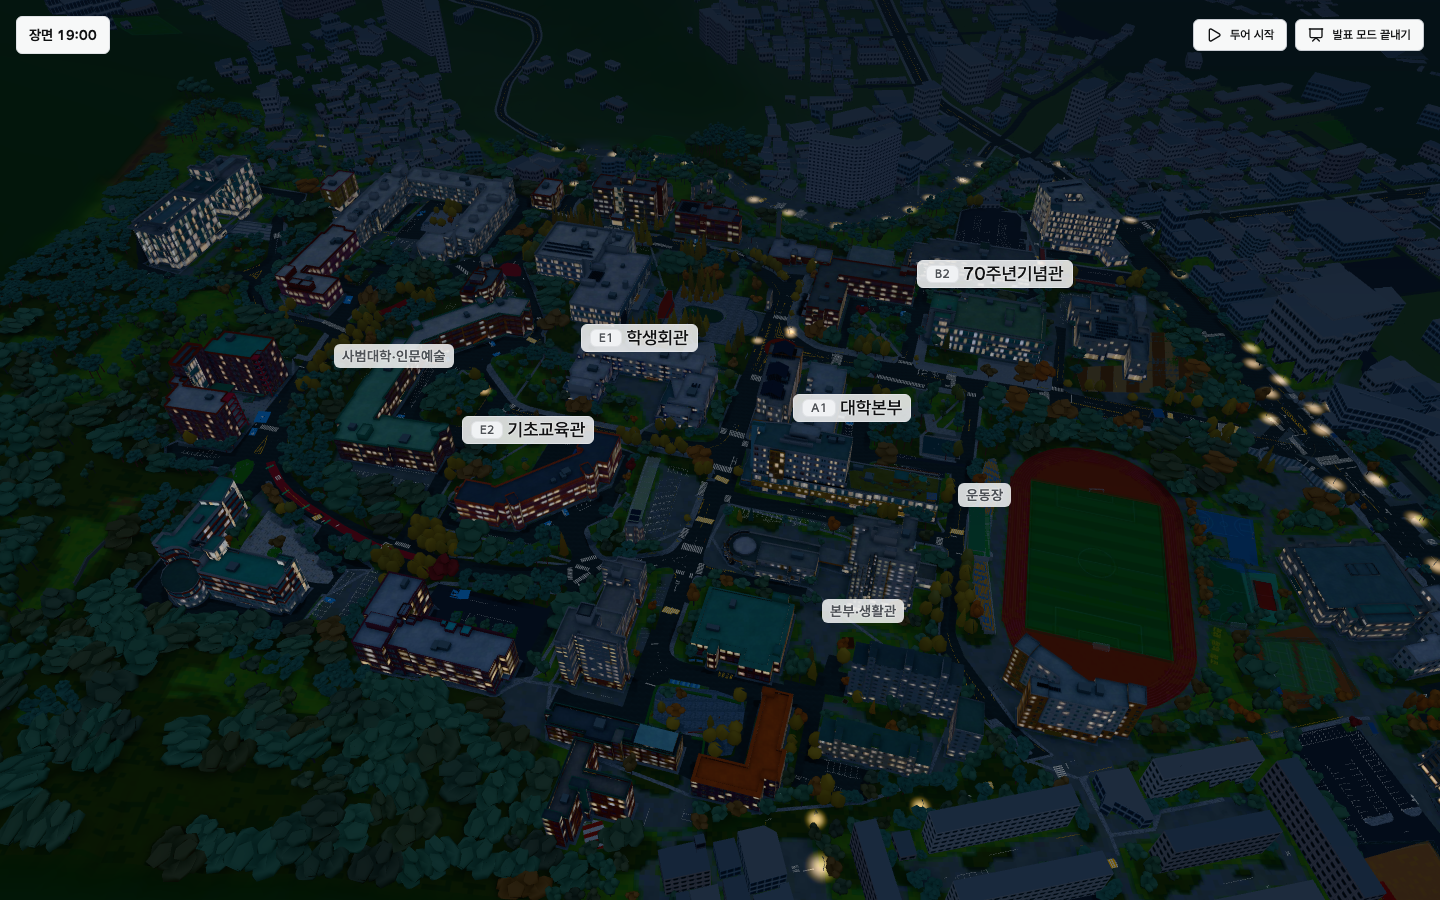 장면 19:00
투어 시작
발표 모드 끝내기
B2 70주년기념관
E1 학생회관
사범대학·인문예술
A1 대학본부
E2 기초교육관
운동장
본부·생활관